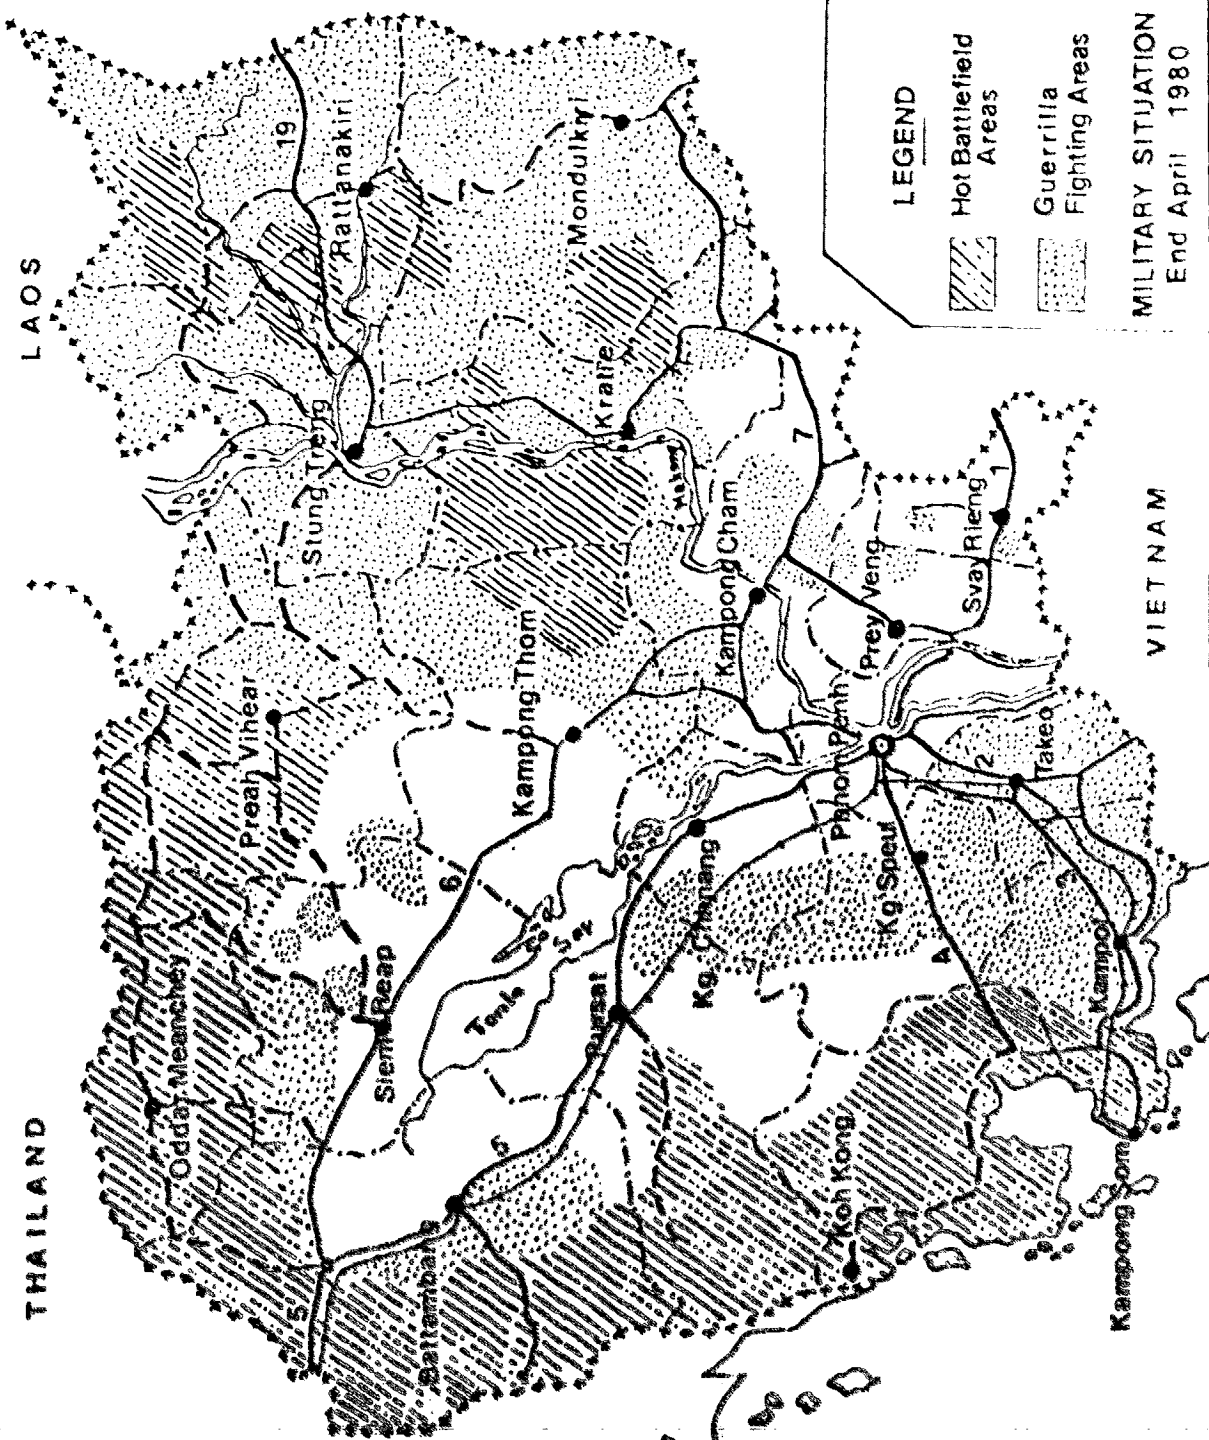 THAILAND
LAOS
Oddar Meanchey
Preah Vihear
Stung Treng
Rattanakiri
19
5
Siem Reap
6
Kampong Thom
Battambang
5
Tonle
Sap
Pursat
Kratie
Mondulkiri
Mekong
Kg. Chhnang
Kampong Cham
7
Koh Kong
Kg Speu
Phnom Penh
Prey Veng
4
2
Takeo
Svay Rieng
1
3
Kampot
Kampong Som
VIETNAM
LEGEND
Hot Battlefield
Areas
Guerrilla
Fighting Areas
MILITARY SITUATION
End April 1980